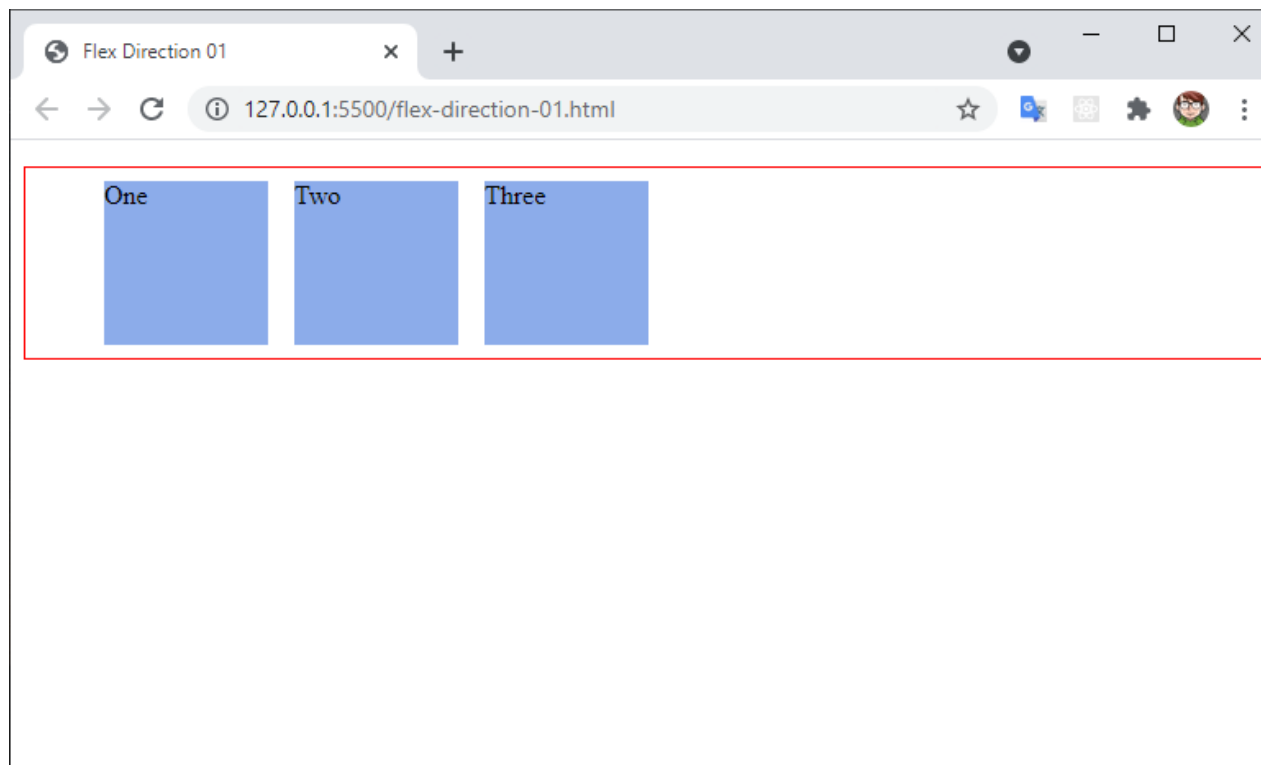 Flex Direction 01
127.0.0.1:5500/flex-direction-01.html
One Two Three